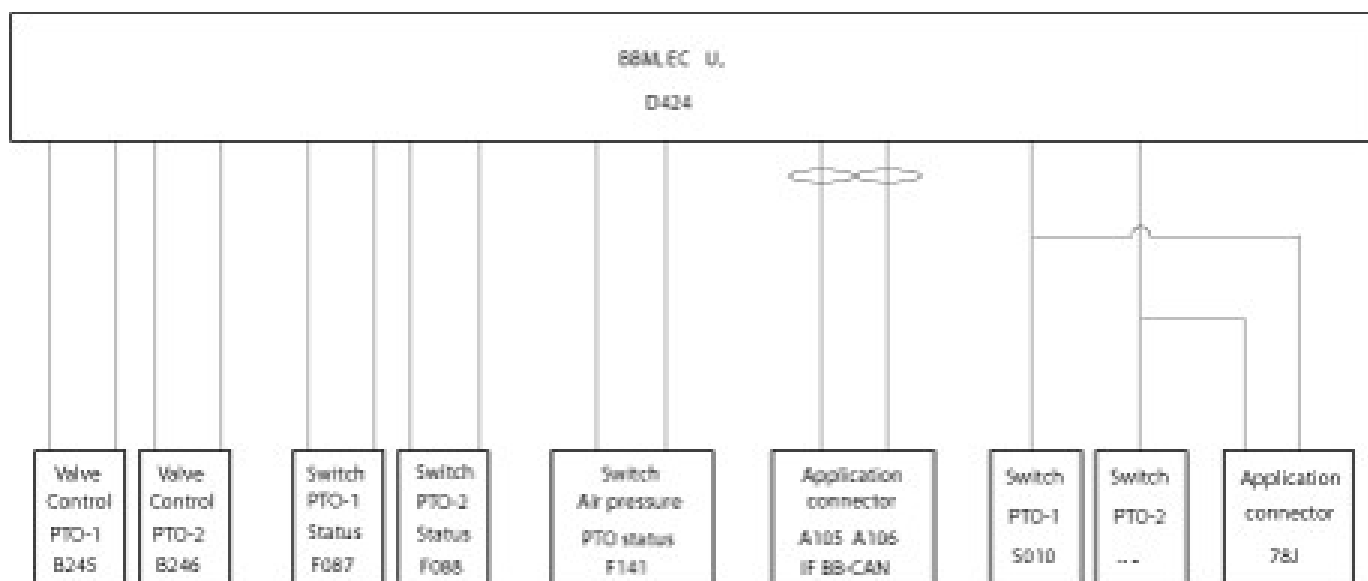 D424
Valve
Control
PTO-1
B245
Valve
Control
PTO-2
B246
Switch
PTO-1
Status
F087
Switch
PTO-2
Status
F088
Switch
Air pressure
PTO status
F141
Application
connector
A105 A106
IF BB-CAN
Switch
PTO-1
S010
Switch
PTO-2
Application
connector
78J